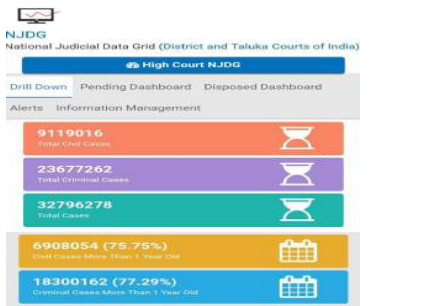 NJDG
National Judicial Data Grid (District and Taluka Courts of India)
High Court NJDG
Drill Down Pending Dashboard Disposed Dashboard
Alerts Information Management
9119016
Total Civil Cases
23677262
Total Criminal Cases
32796278
Total Cases
6908054 (75.75%)
Civil Cases More Than 1 Year Old
18300162 (77.29%)
Criminal Cases More Than 1 Year Old